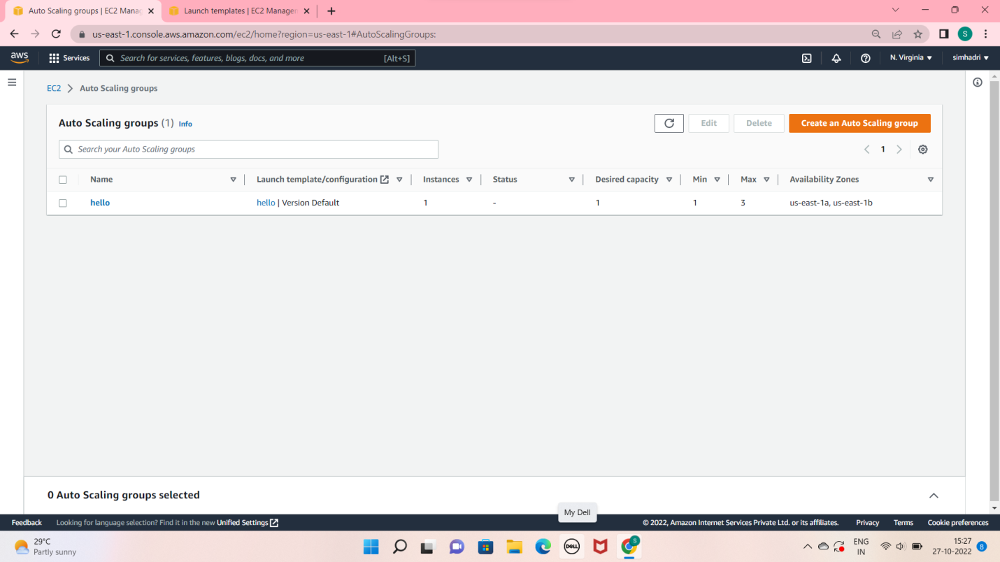 Auto Scaling groups | EC2 Manag
Launch templates | EC2 Managem
us-east-1.console.aws.amazon.com/ec2/home?region=us-east-1#AutoScalingGroups:
S
aws
Services
Search for services, features, blogs, docs, and more [Alt+S]
N. Virginia
simhadri
EC2 Auto Scaling groups
Auto Scaling groups (1) Info
Edit
Delete
Create an Auto Scaling group
Search your Auto Scaling groups
1
Name Launch template/configuration Instances Status Desired capacity Min Max Availability Zones
hello hello | Version Default 1 - 1 1 3 us-east-1a, us-east-1b
0 Auto Scaling groups selected
My Dell
Feedback Looking for language selection? Find it in the new Unified Settings © 2022, Amazon Internet Services Private Ltd. or its affiliates. Privacy Terms Cookie preferences
29°C
Partly sunny
DELL
S
ENG
IN
15:27
27-10-2022
8